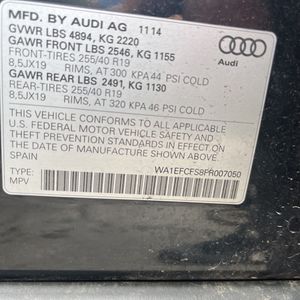 MFD. BY AUDI AG 11 14
GVWR LBS 4894, KG 2220
GAWR FRONT LBS 2546, KG 1155
FRONT-TIRES 255/40 R19
8,5JX19 RIMS, AT 300 KPA 44 PSI COLD
GAWR REAR LBS 2491, KG 1130
REAR-TIRES 255/40 R19
8,5JX19 RIMS, AT 320 KPA 46 PSI COLD
Audi
THIS VEHICLE CONFORMS TO ALL APPLICABLE
U.S. FEDERAL MOTOR VEHICLE SAFETY AND
THEFT PREVENTION STANDARDS IN EFFECT ON THE
DATE OF MANUFACTURE SHOWN ABOVE.
SPAIN
TYPE:
MPV
WA1EFCFS8FR007050